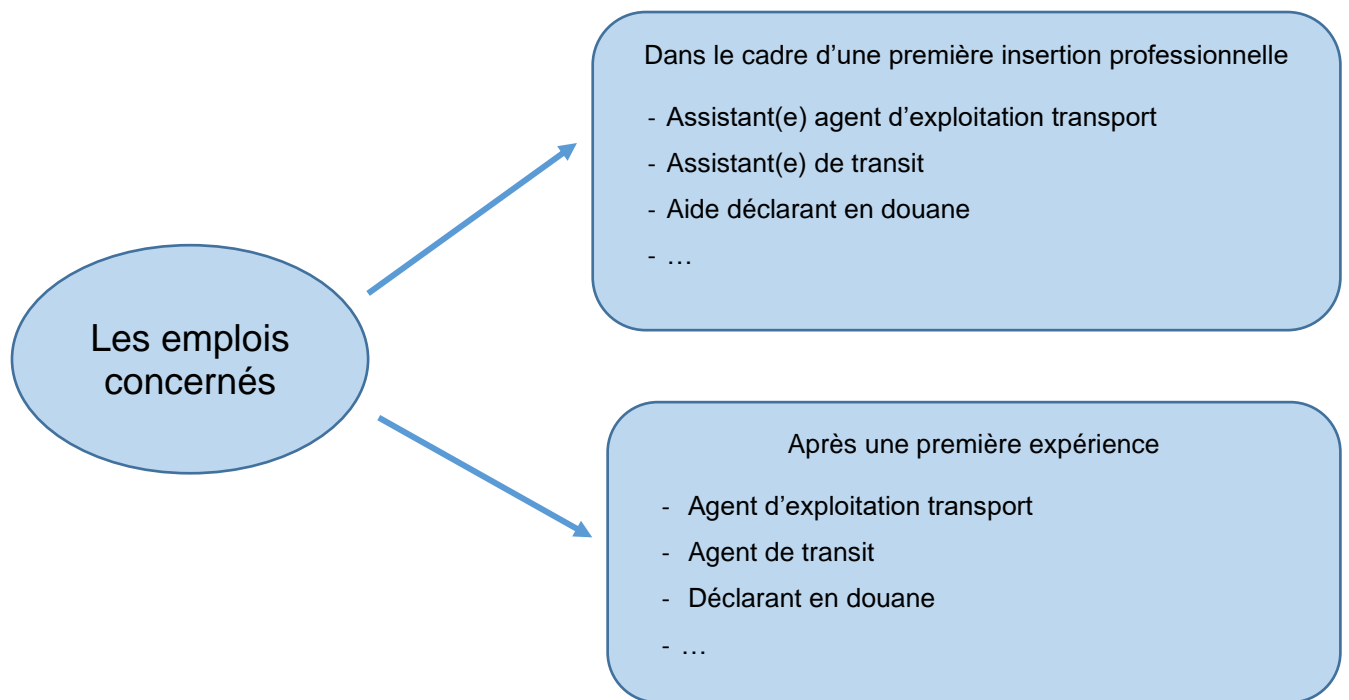 Les emplois
concernés
Dans le cadre d’une première insertion professionnelle
- Assistant(e) agent d’exploitation transport
- Assistant(e) de transit
- Aide déclarant en douane
- …
Après une première expérience
- Agent d’exploitation transport
- Agent de transit
- Déclarant en douane
- …